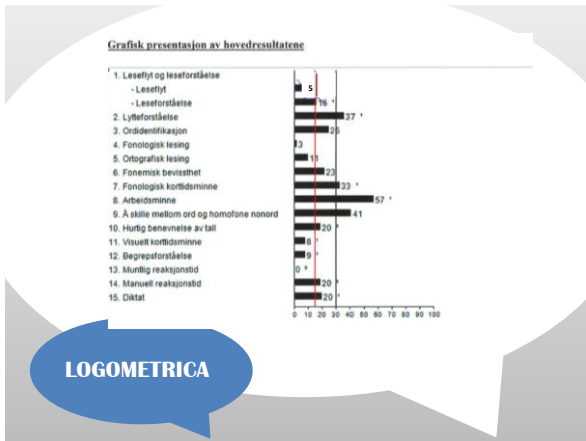 Grafisk presentasjon av hovedresultatene
1. Leseflyt og leseforståelse
- Leseflyt 5
- Leseforståelse 16
2. Lytteforståelse 37
3. Ordidentifikasjon 25
4. Fonologisk lesing 3
5. Ortografisk lesing 11
6. Fonemisk bevissthet 23
7. Fonologisk korttidsminne 33
8. Arbeidsminne 57
9. Å skille mellom ord og homofone nonord 41
10. Hurtig benevnelse av tall 20
11. Visuelt korttidsminne 8
12. Begrepsforståelse 9
13. Muntlig reaksjonstid 0
14. Manuell reaksjonstid 20
15. Diktat 20
0 10 20 30 40 50 60 70 80 90 100
LOGOMETRICA